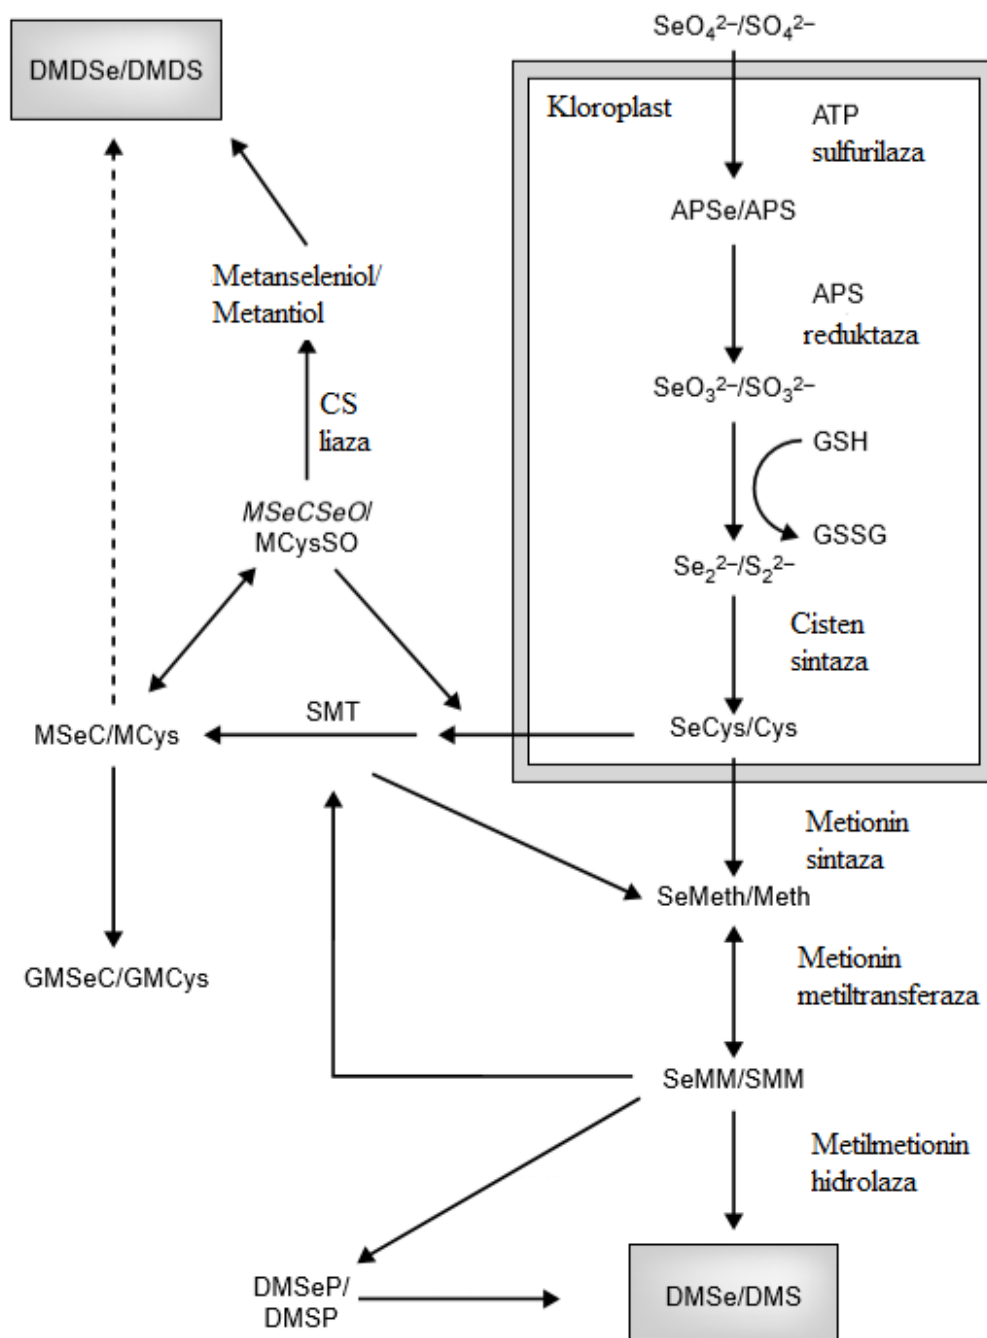 SeO₄²⁻/SO₄²⁻
DMDSe/DMDS
Kloroplast
ATP
sulfurilaza
APSe/APS
Metanseleniol/
Metantiol
APS
reduktaza
SeO₃²⁻/SO₃²⁻
CS
liaza
GSH
MSeCSeO/
MCysSO
GSSG
Se₂²⁻/S₂²⁻
Cisten
sintaza
SMT
MSeC/MCys
SeCys/Cys
Metionin
sintaza
SeMeth/Meth
GMSeC/GMCys
Metionin
metiltransferaza
SeMM/SMM
Metilmetionin
hidrolaza
DMSeP/
DMSP
DMSe/DMS